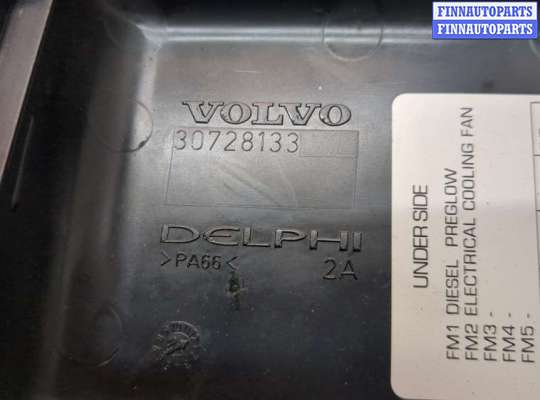 FINNAUTOPARTS
FINNAUTOPARTS
VOLVO
30728133
DELPHI
>PA66<
2A
UNDER SIDE
FM1 DIESEL PREGLOW
FM2 ELECTRICAL COOLING FAN
FM3 -
FM4 -
FM5 -